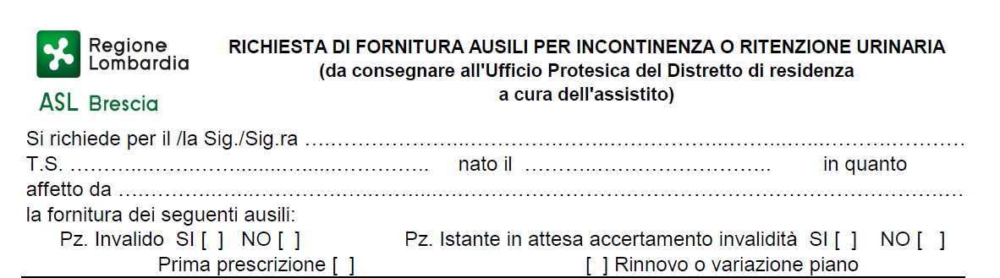 Regione
Lombardia
ASL Brescia
RICHIESTA DI FORNITURA AUSILI PER INCONTINENZA O RITENZIONE URINARIA
(da consegnare all'Ufficio Protesica del Distretto di residenza
a cura dell'assistito)
Si richiede per il /la Sig./Sig.ra ………………………………………………………………………………
T.S. ………………………………………….. nato il ………………………………. in quanto
affetto da ……………………………………………………………………………………………………
la fornitura dei seguenti ausili:
Pz. Invalido SI [ ] NO [ ] Pz. Istante in attesa accertamento invalidità SI [ ] NO [ ]
Prima prescrizione [ ] [ ] Rinnovo o variazione piano